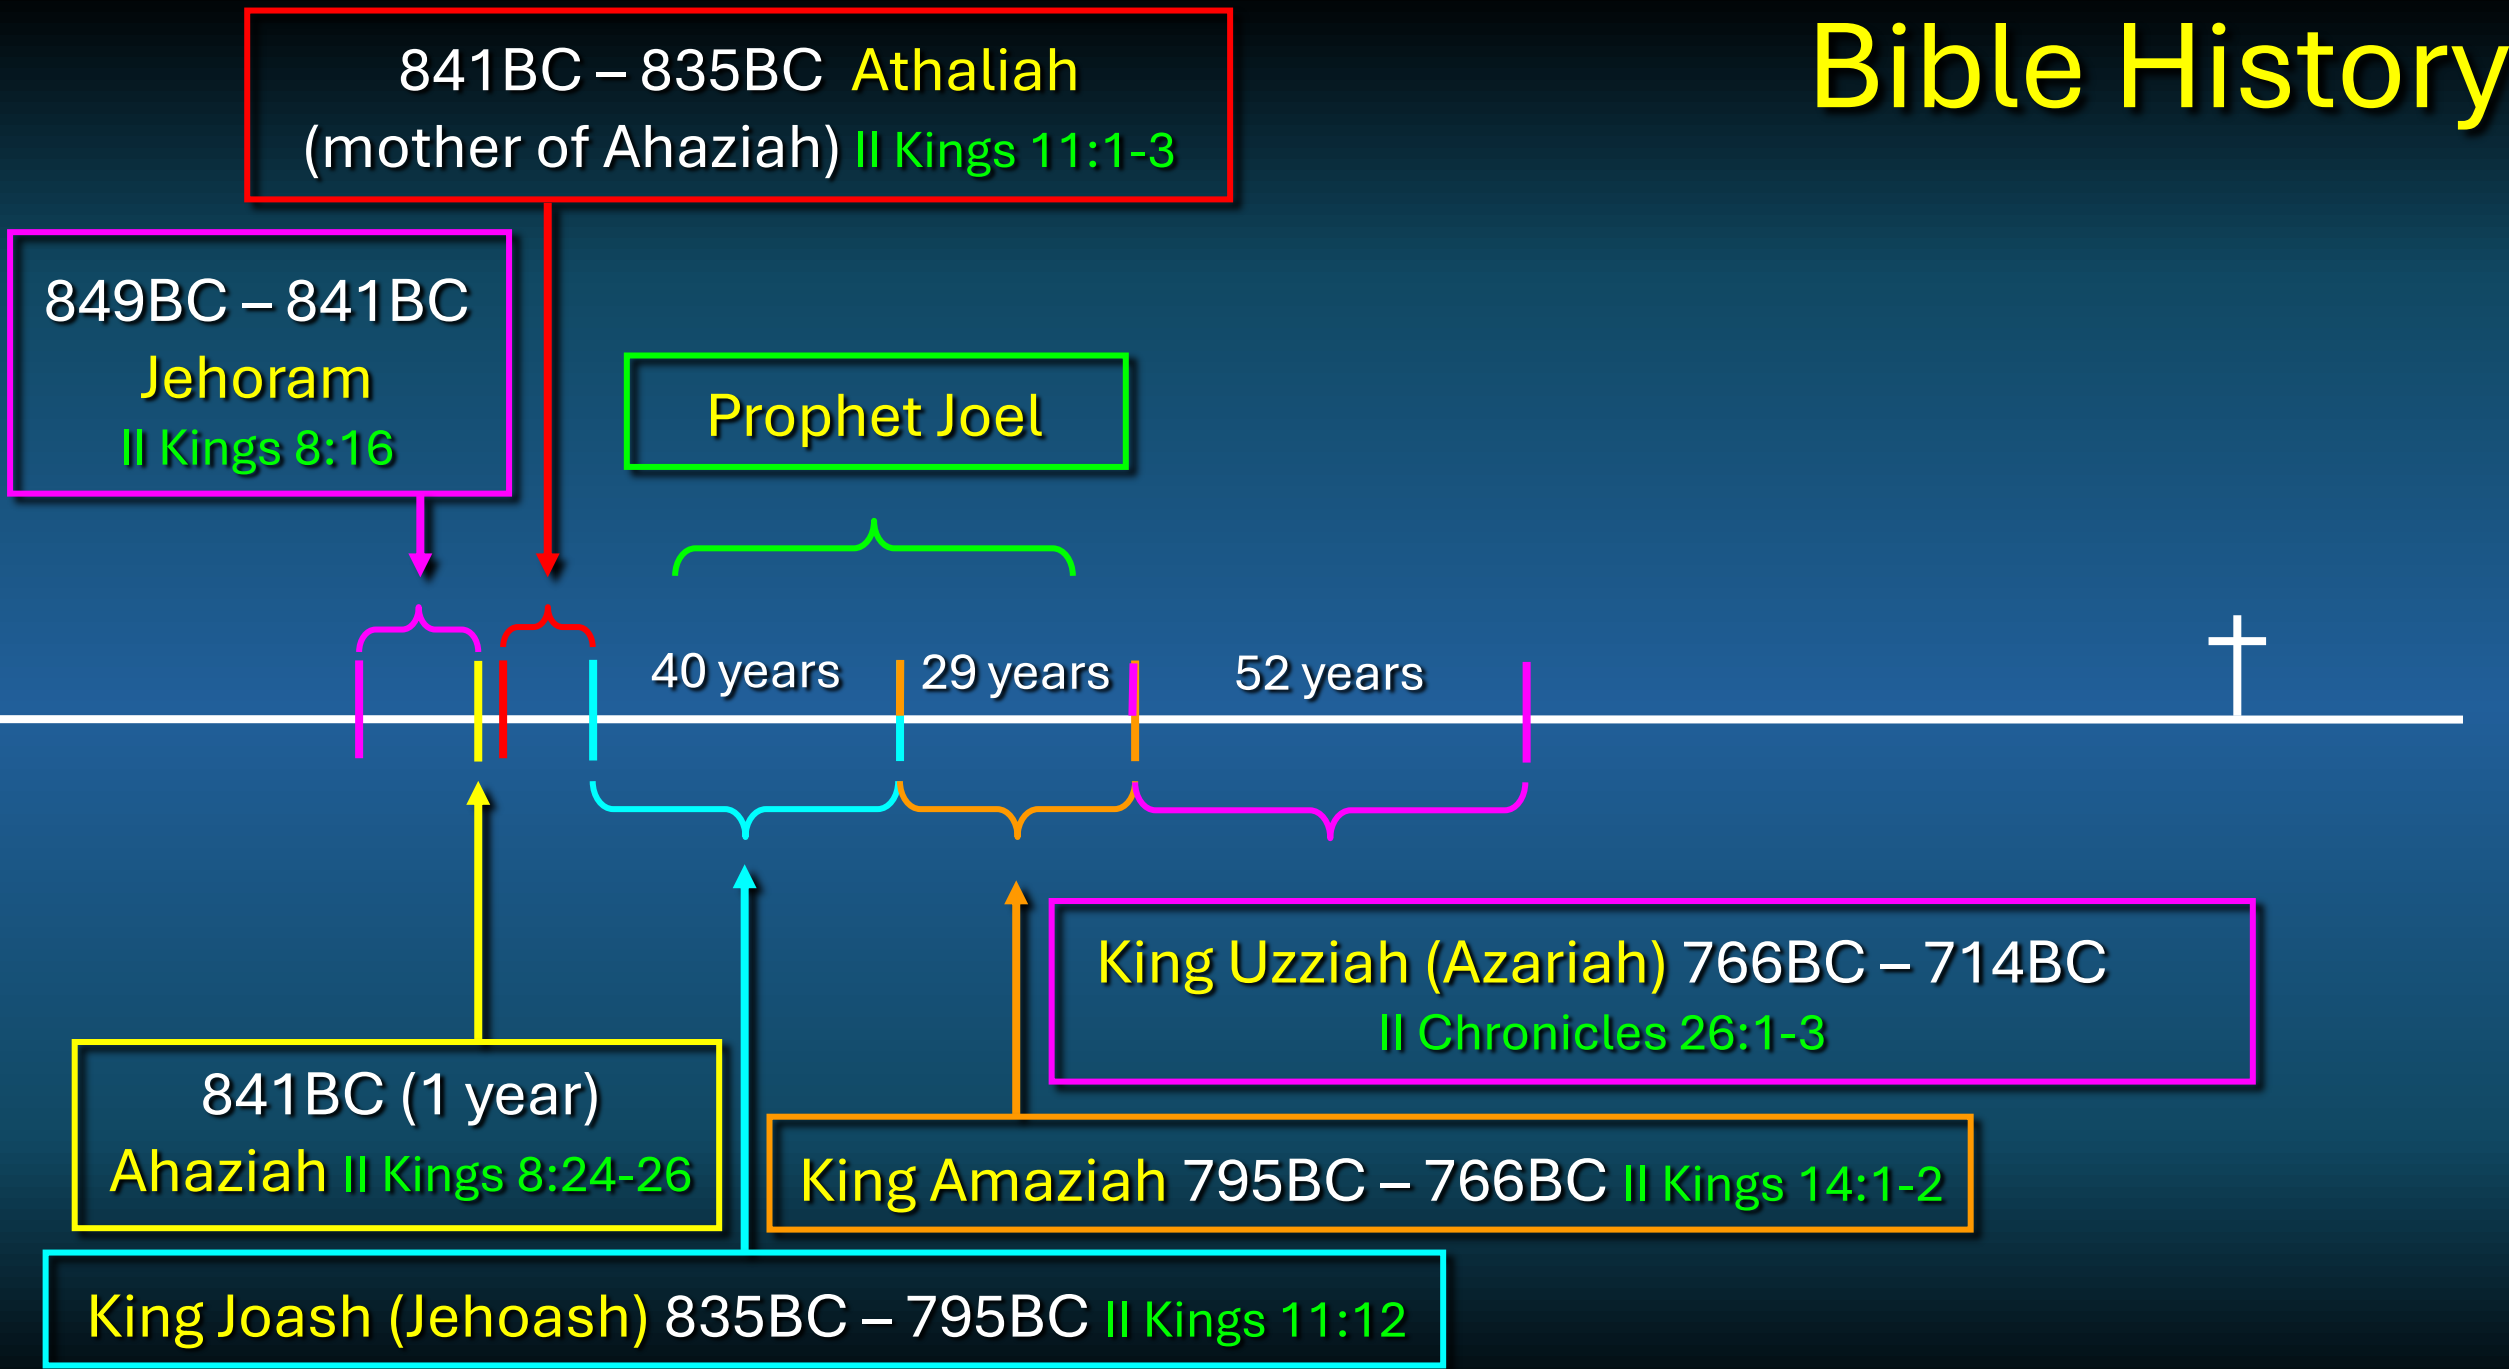 Bible History
841BC – 835BC Athaliah
(mother of Ahaziah) II Kings 11:1-3
849BC – 841BC
Jehoram
II Kings 8:16
Prophet Joel
40 years
29 years
52 years
King Uzziah (Azariah) 766BC – 714BC
II Chronicles 26:1-3
841BC (1 year)
Ahaziah II Kings 8:24-26
King Amaziah 795BC – 766BC II Kings 14:1-2
King Joash (Jehoash) 835BC – 795BC II Kings 11:12